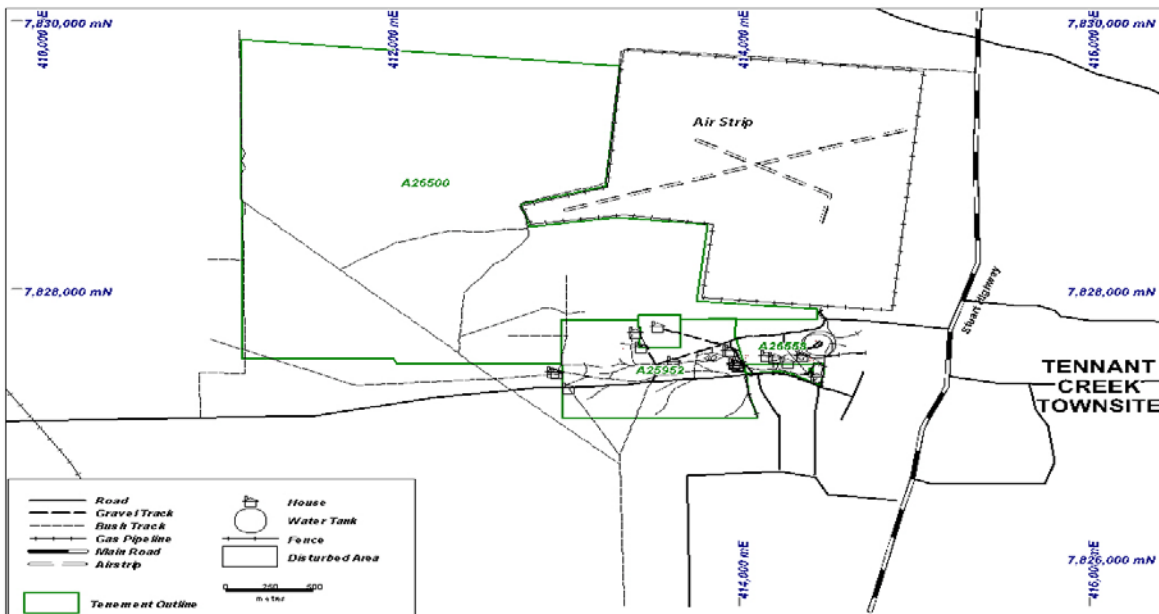 7,830,000 mN
410,000 mE
412,000 mE
414,000 mE
416,000 mE
7,830,000 mN
Air Strip
A26500
7,828,000 mN
7,828,000 mN
Stuart Highway
A26558
A25952
TENNANT
CREEK
TOWNSITE
Road
Gravel Track
Bush Track
Gas Pipeline
Main Road
Airstrip
House
Water Tank
Fence
Disturbed Area
0 250 500
meter
Tenement Outline
414,000 mE
416,000 mE
7,826,000 mN